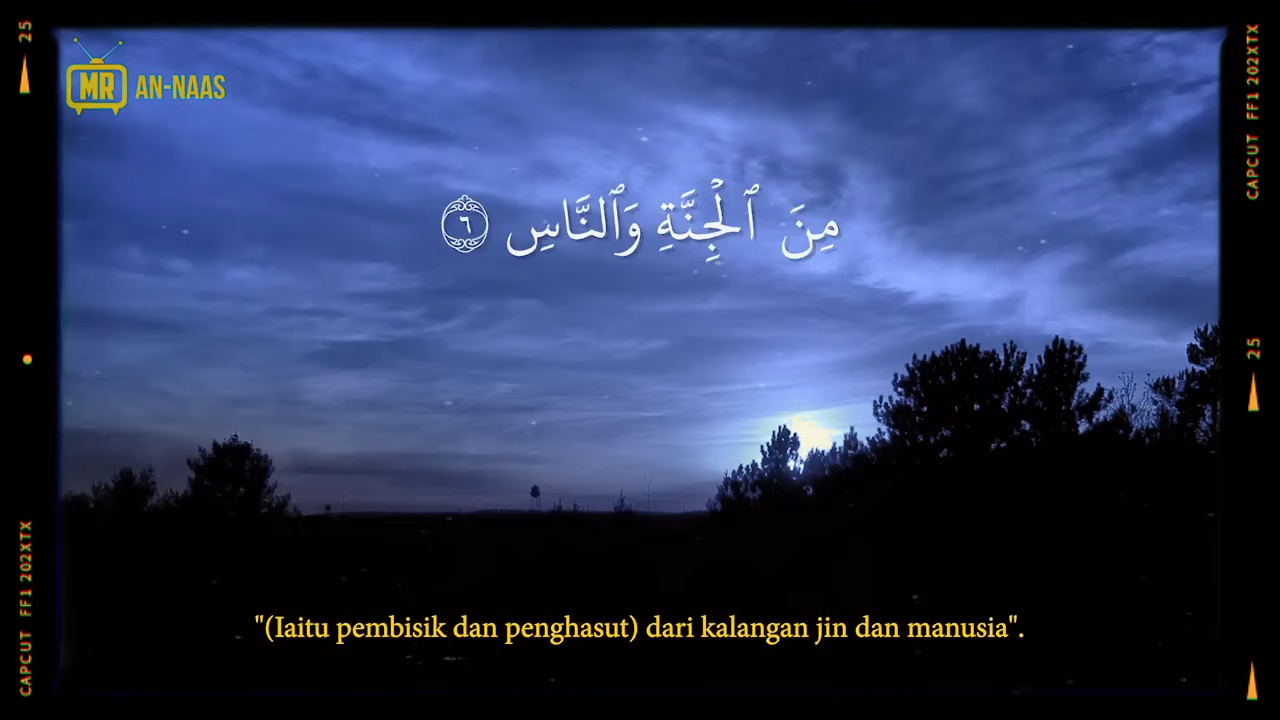 25
CAPCUT FF1 202XTX
MR AN-NAAS
مِنَ ٱلْجِنَّةِ وَٱلنَّاسِ ٦
"(Iaitu pembisik dan penghasut) dari kalangan jin dan manusia".
CAPCUT FF1 202XTX
25